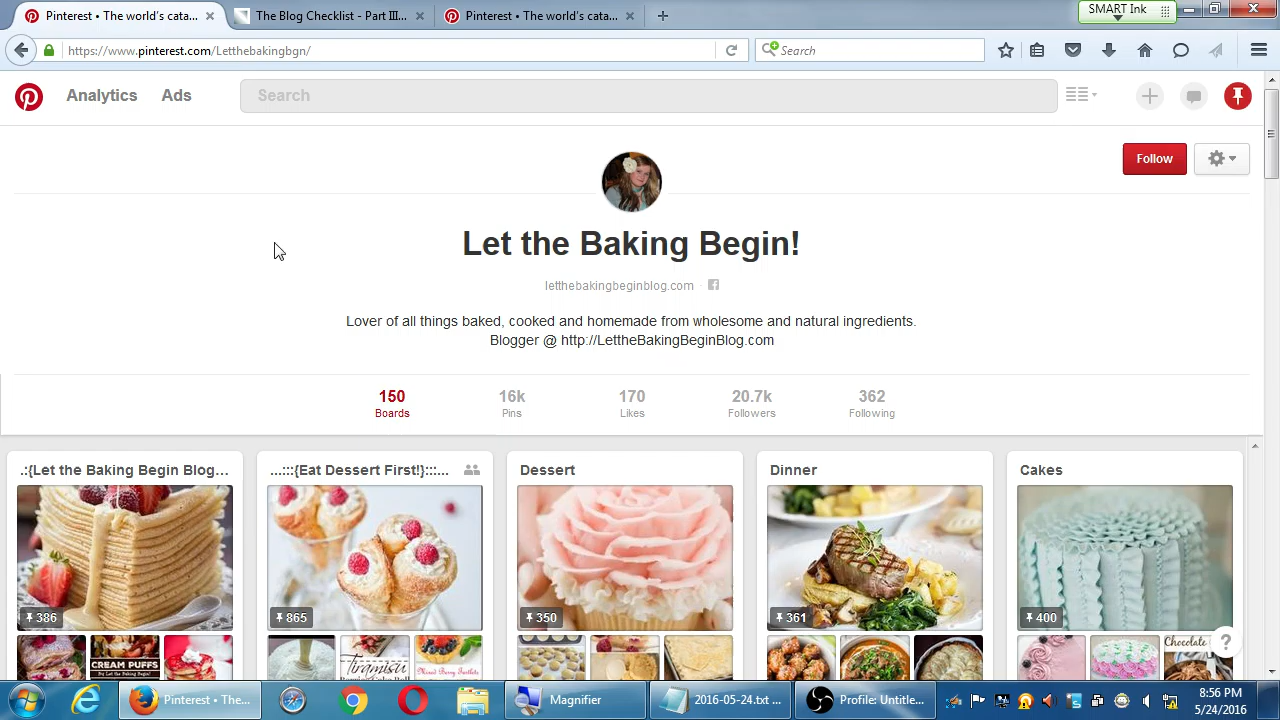 Pinterest • The world's cata...
The Blog Checklist - Part III...
Pinterest • The world's cata...
SMART Ink
https://www.pinterest.com/Letthebakingbgn/
Search
Analytics
Ads
Search
Follow
Let the Baking Begin!
letthebakingbeginblog.com
Lover of all things baked, cooked and homemade from wholesome and natural ingredients.
Blogger @ http://LettheBakingBeginBlog.com
150
Boards
16k
Pins
170
Likes
20.7k
Followers
362
Following
.:{Let the Baking Begin Blog...
...:::{Eat Dessert First!}:::...
Dessert
Dinner
Cakes
386
865
350
361
400
CREAM PUFFS
Tiramisu
Mixed Berry Tartlets
Chocolate
?
Pinterest • The...
Magnifier
2016-05-24.txt ...
Profile: Untitle...
8:56 PM
5/24/2016